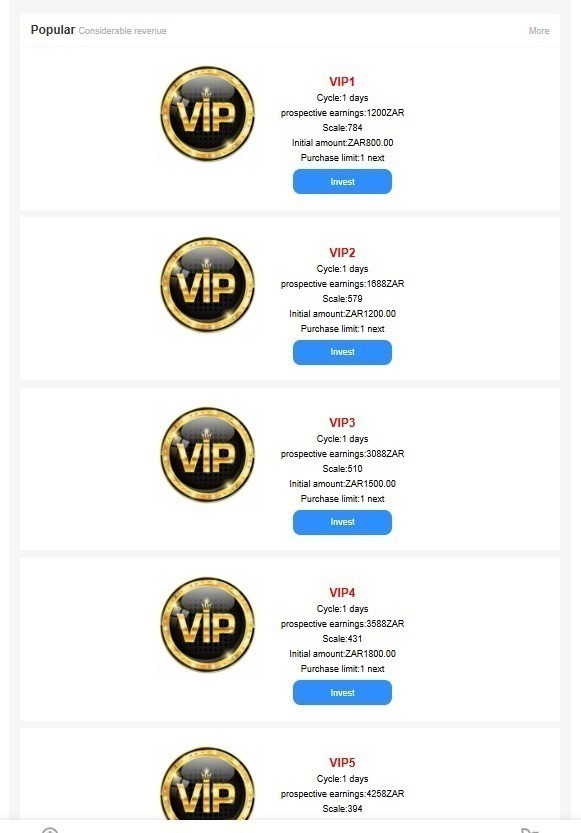 Popular Considerable revenue More
VIP
VIP1
Cycle:1 days
prospective earnings:1200ZAR
Scale:784
Initial amount:ZAR800.00
Purchase limit:1 next
Invest
VIP
VIP2
Cycle:1 days
prospective earnings:1688ZAR
Scale:579
Initial amount:ZAR1200.00
Purchase limit:1 next
Invest
VIP
VIP3
Cycle:1 days
prospective earnings:3088ZAR
Scale:510
Initial amount:ZAR1500.00
Purchase limit:1 next
Invest
VIP
VIP4
Cycle:1 days
prospective earnings:3588ZAR
Scale:431
Initial amount:ZAR1800.00
Purchase limit:1 next
Invest
VIP
VIP5
Cycle:1 days
prospective earnings:4258ZAR
Scale:394